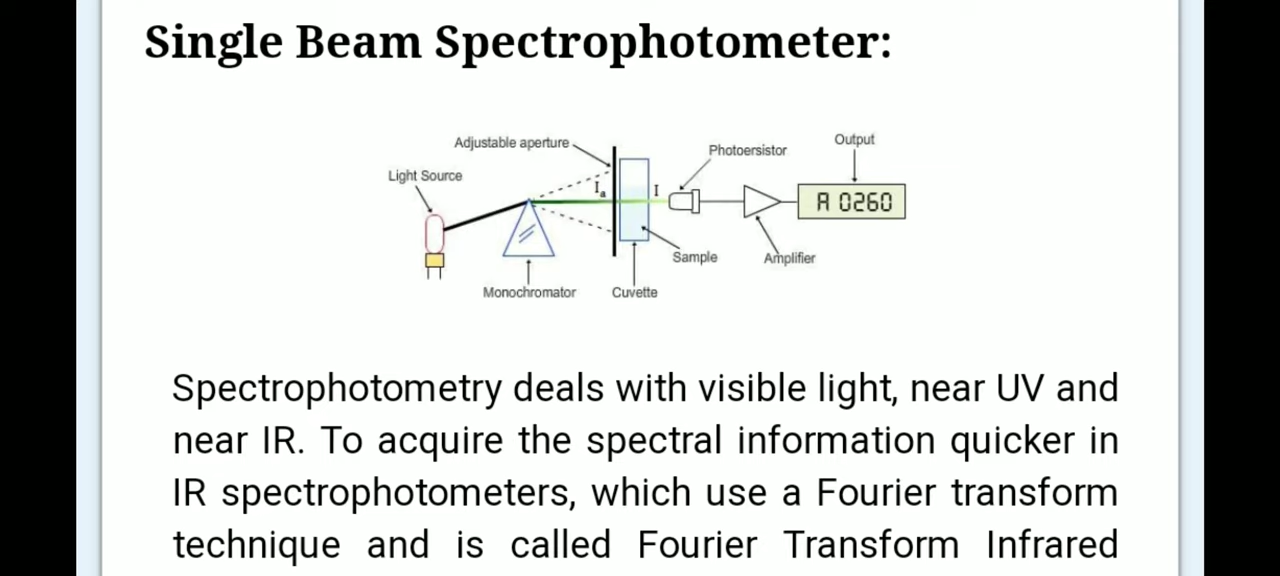 Single Beam Spectrophotometer:
Output
Adjustable aperture
Photoersistor
Light Source
Iₐ
I
A 0260
Sample
Amplifier
Monochromator
Cuvette
Spectrophotometry deals with visible light, near UV and
near IR. To acquire the spectral information quicker in
IR spectrophotometers, which use a Fourier transform
technique and is called Fourier Transform Infrared